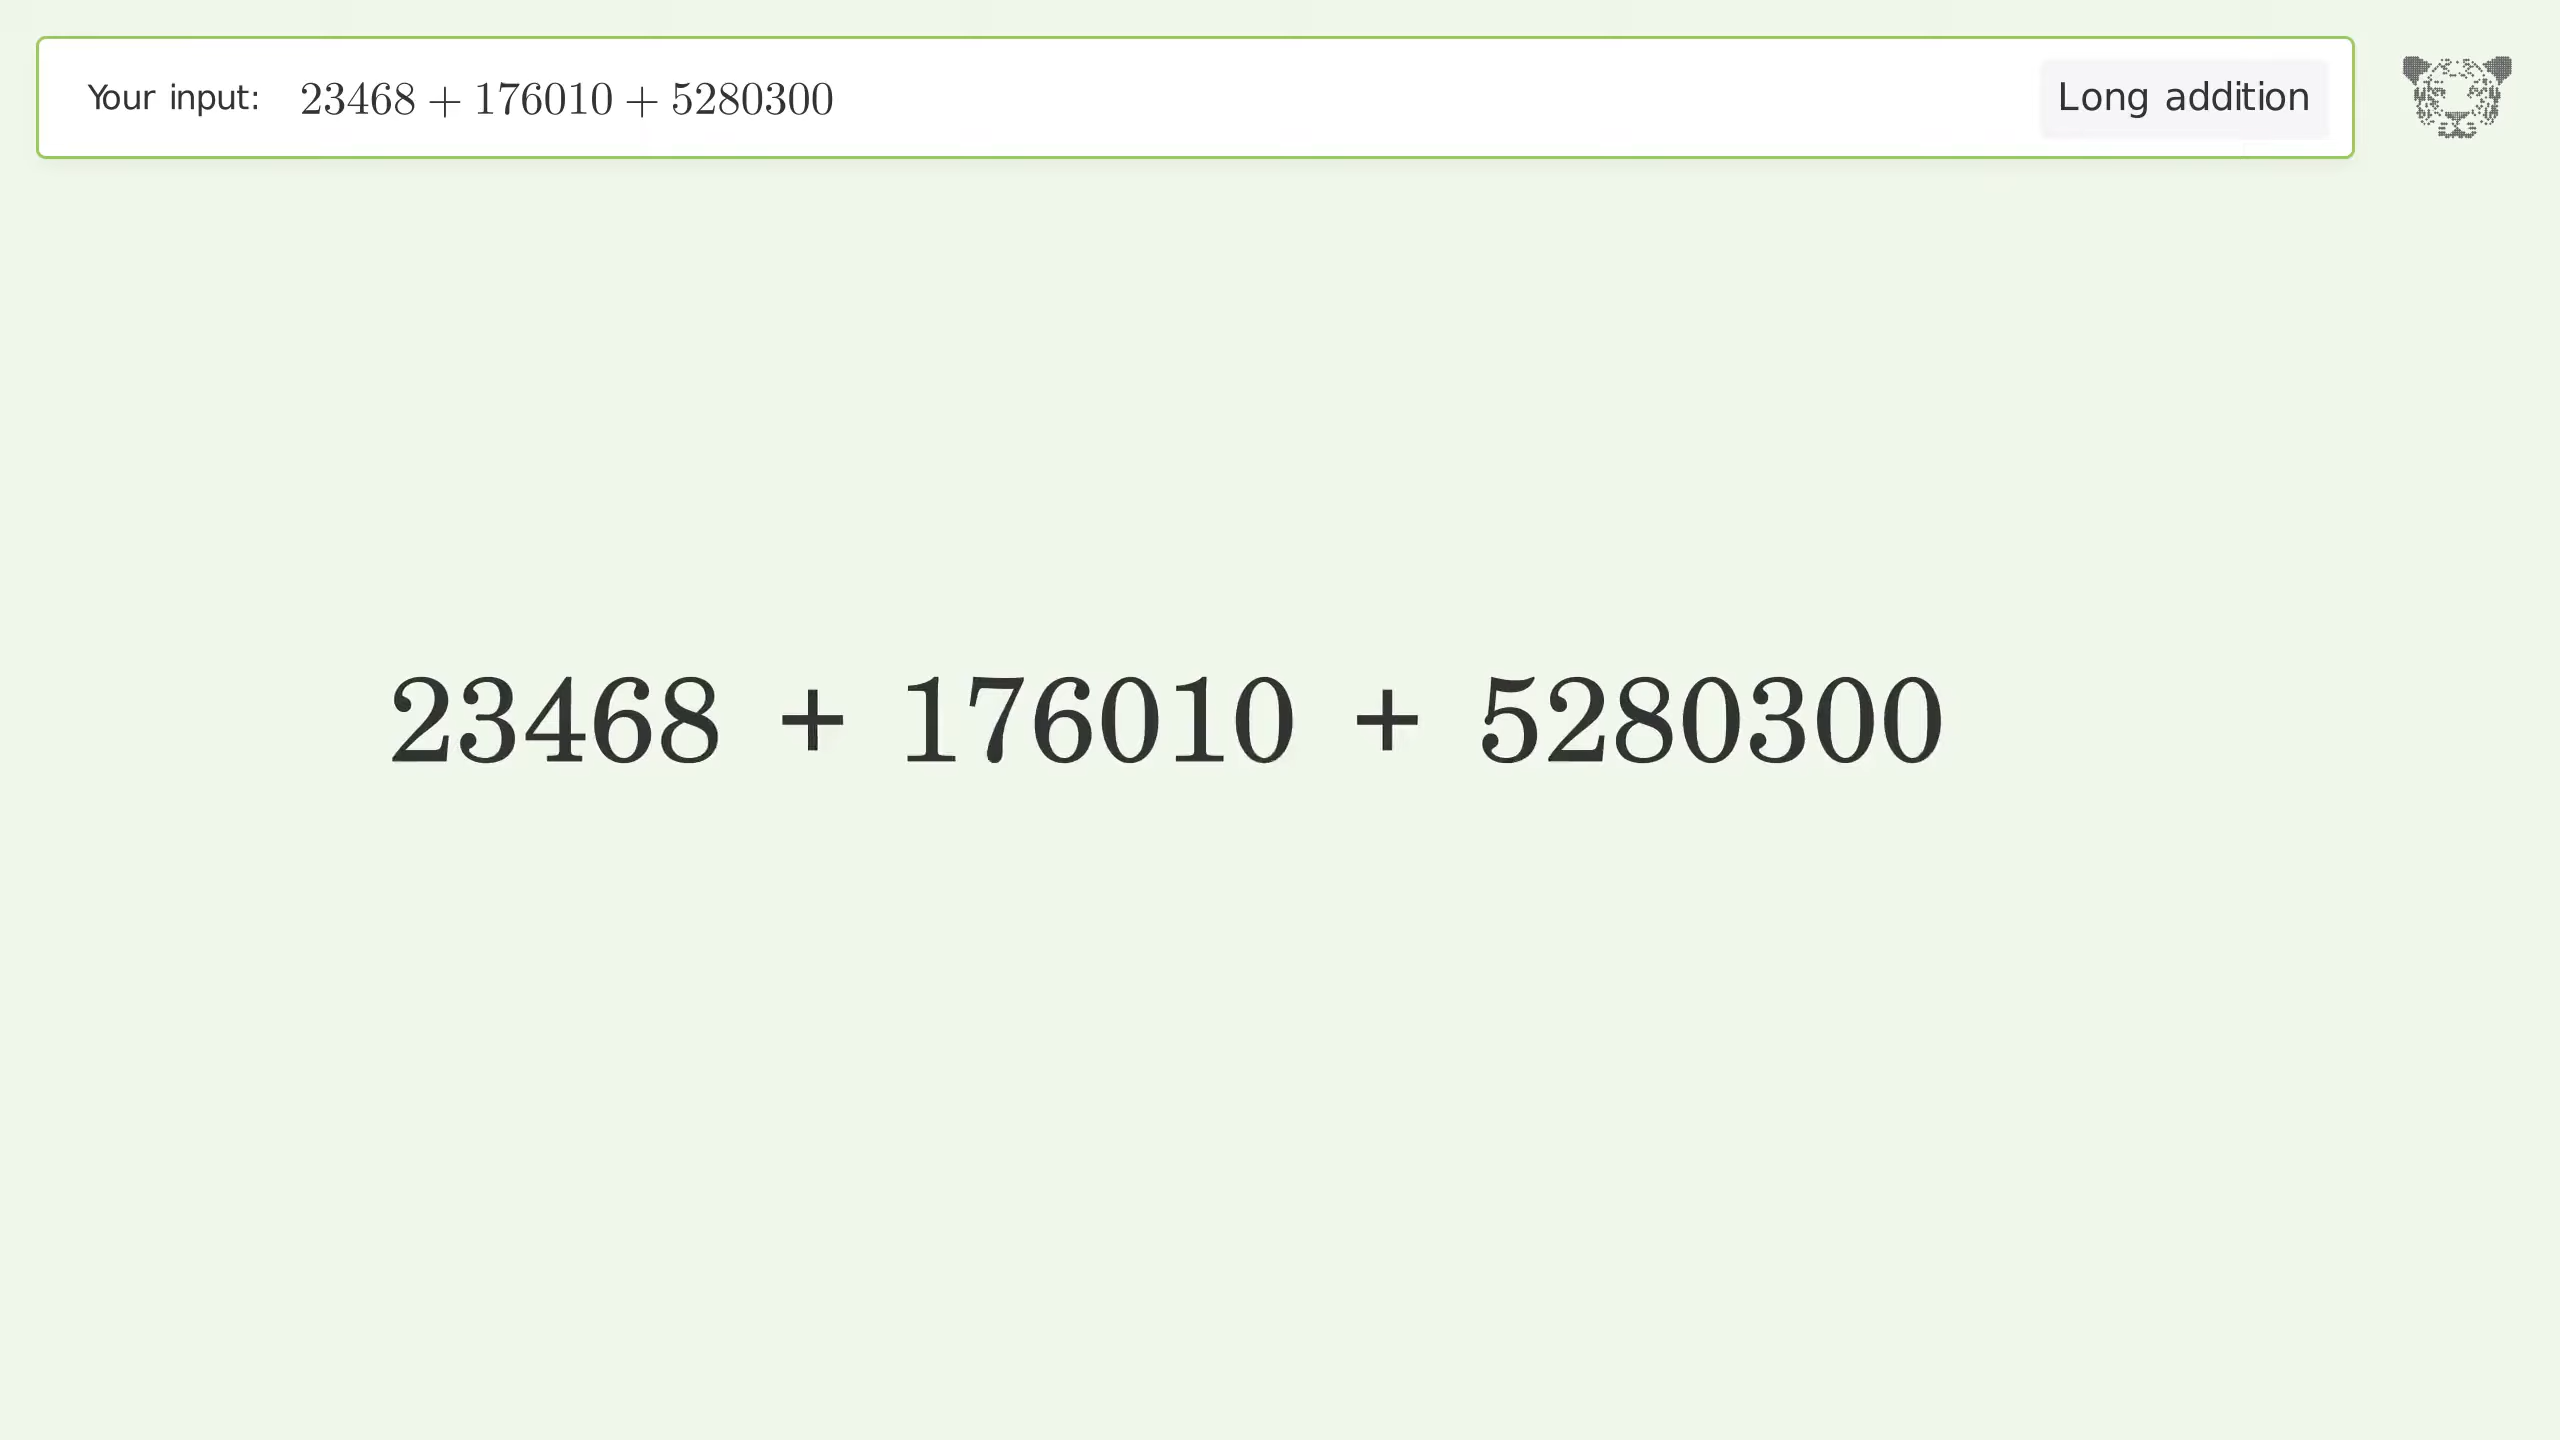 Your input: 23468 + 176010 + 5280300 Long addition
23468 + 176010 + 5280300